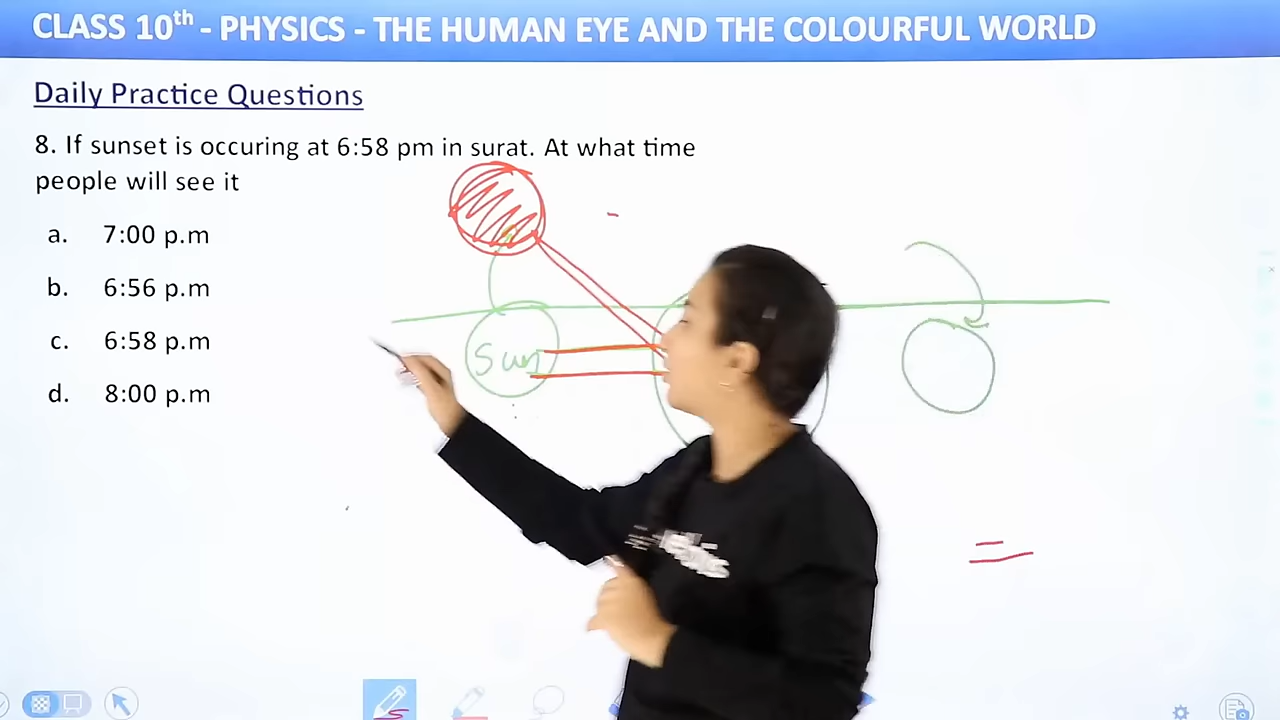 CLASS 10th - PHYSICS - THE HUMAN EYE AND THE COLOURFUL WORLD
Daily Practice Questions
8. If sunset is occuring at 6:58 pm in surat. At what time
people will see it
a. 7:00 p.m
b. 6:56 p.m
c. 6:58 p.m
d. 8:00 p.m
Sun